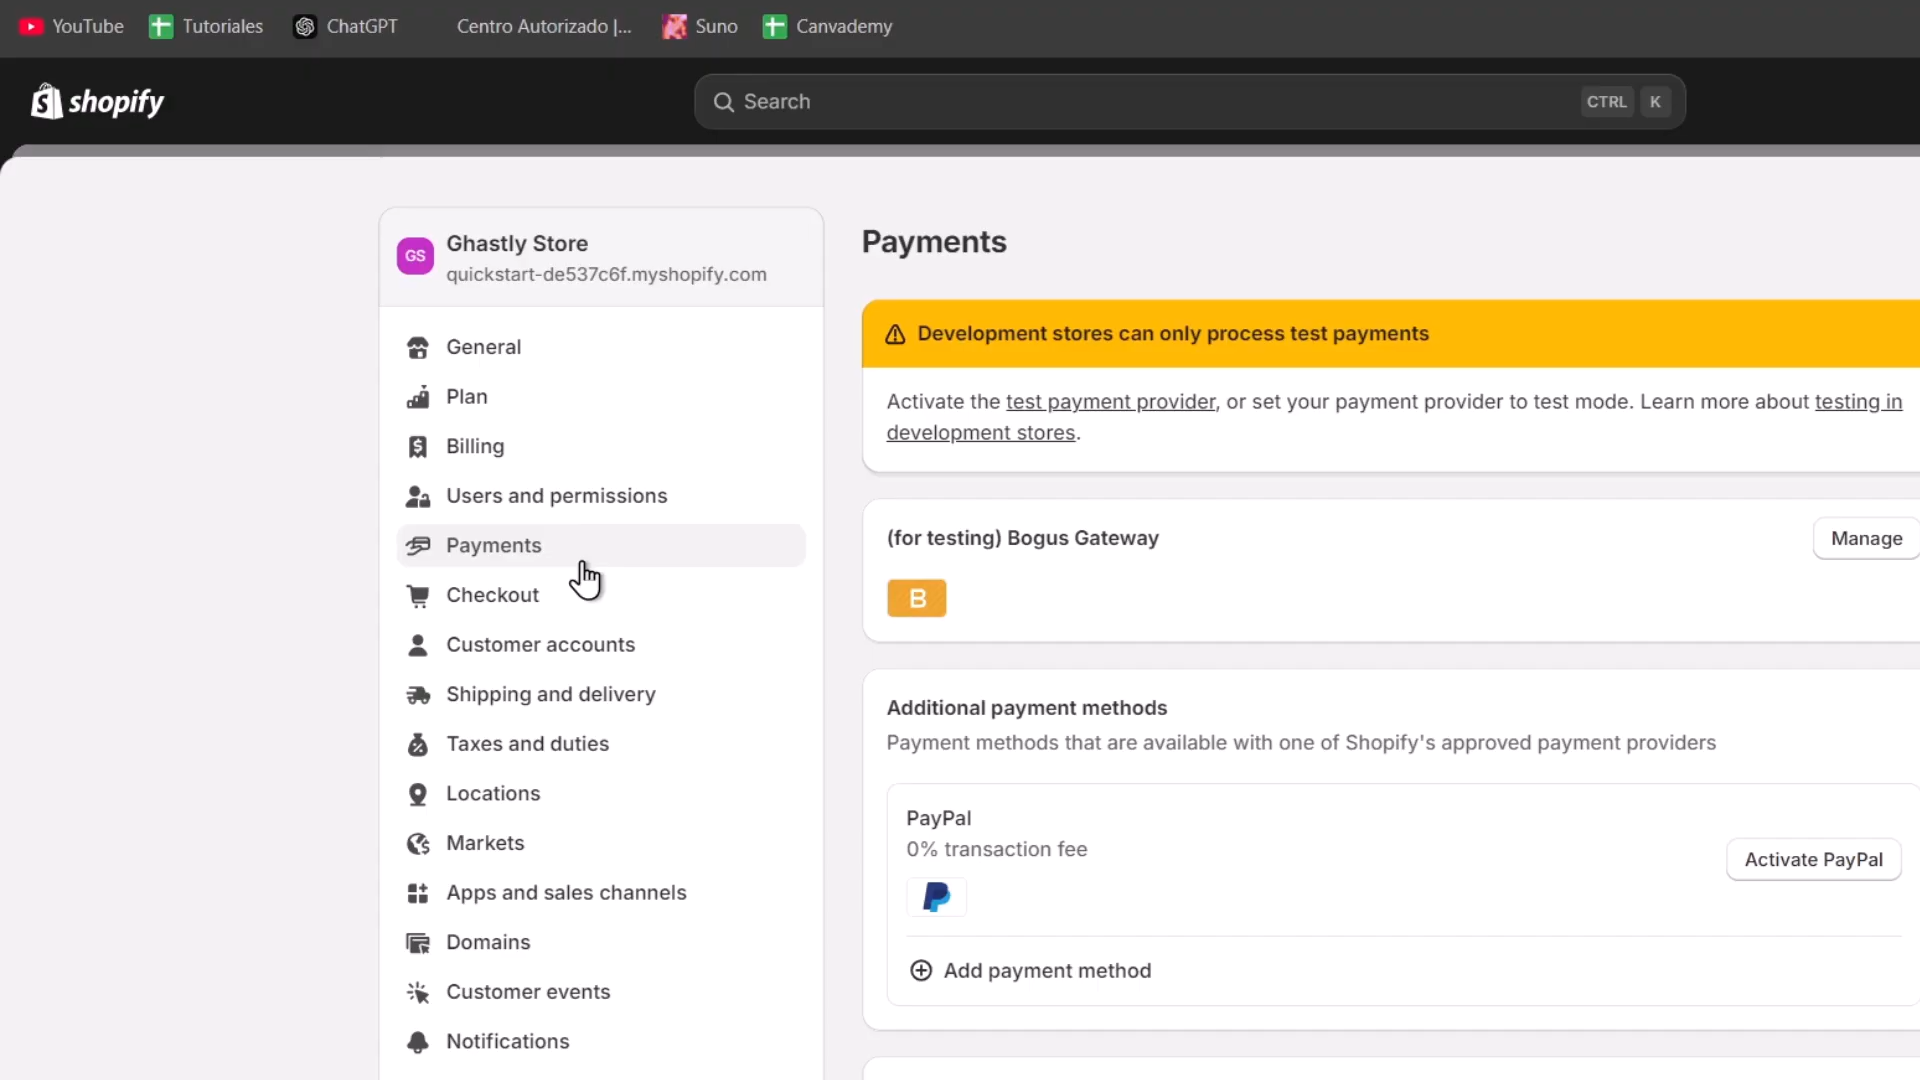 YouTube
Tutoriales
ChatGPT
Centro Autorizado |...
Suno
Canvademy
shopify
Search
CTRL K
GS
Ghastly Store
quickstart-de537c6f.myshopify.com
General
Plan
Billing
Users and permissions
Payments
Checkout
Customer accounts
Shipping and delivery
Taxes and duties
Locations
Markets
Apps and sales channels
Domains
Customer events
Notifications
Payments
Development stores can only process test payments
Activate the test payment provider, or set your payment provider to test mode. Learn more about testing in
development stores.
(for testing) Bogus Gateway
Manage
B
Additional payment methods
Payment methods that are available with one of Shopify's approved payment providers
PayPal
0% transaction fee
Activate PayPal
Add payment method